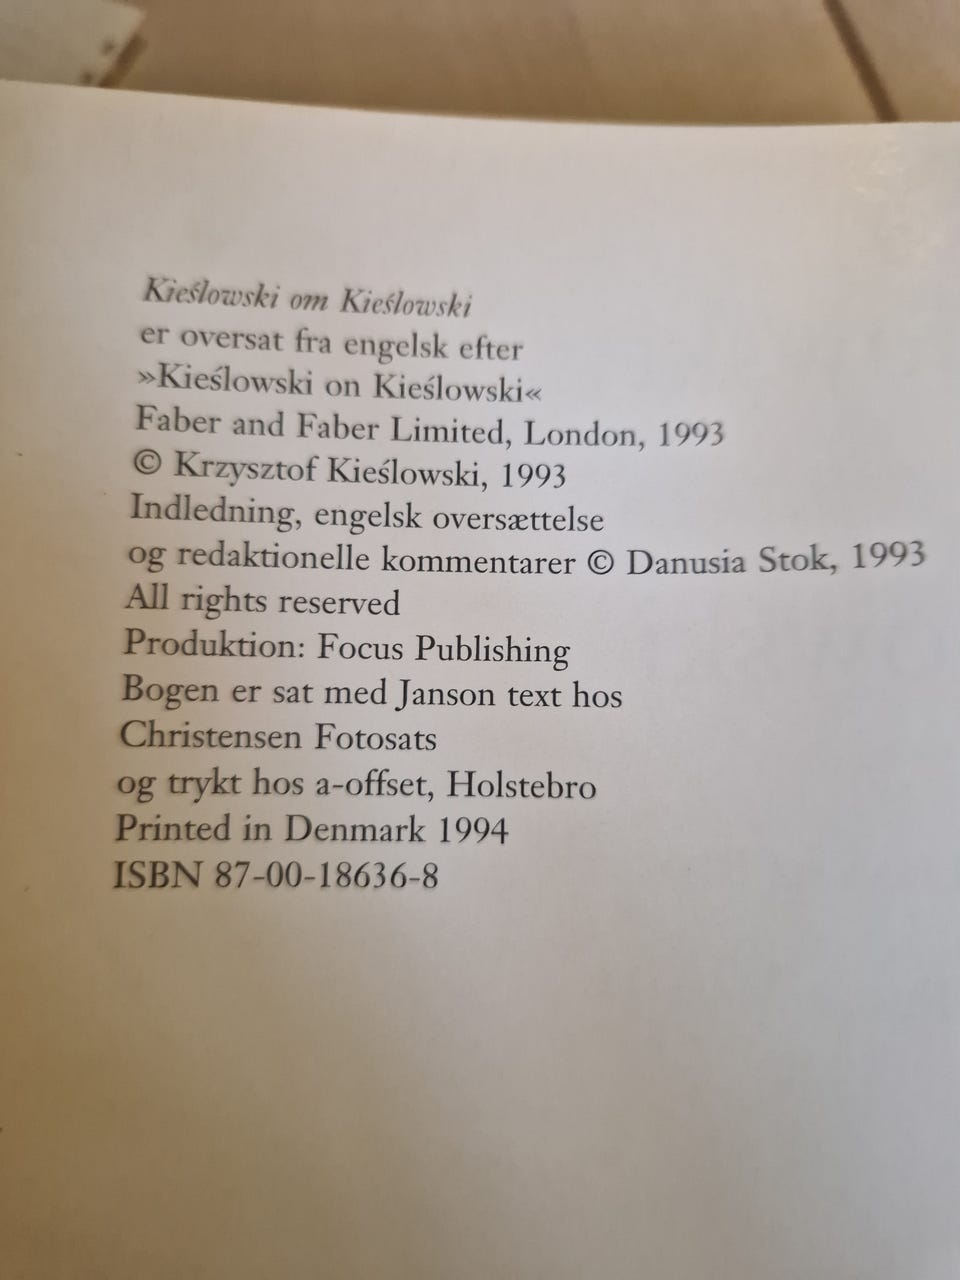 Kieślowski om Kieślowski
er oversat fra engelsk efter
»Kieślowski on Kieślowski«
Faber and Faber Limited, London, 1993
© Krzysztof Kieślowski, 1993
Indledning, engelsk oversættelse
og redaktionelle kommentarer © Danusia Stok, 1993
All rights reserved
Produktion: Focus Publishing
Bogen er sat med Janson text hos
Christensen Fotosats
og trykt hos a-offset, Holstebro
Printed in Denmark 1994
ISBN 87-00-18636-8